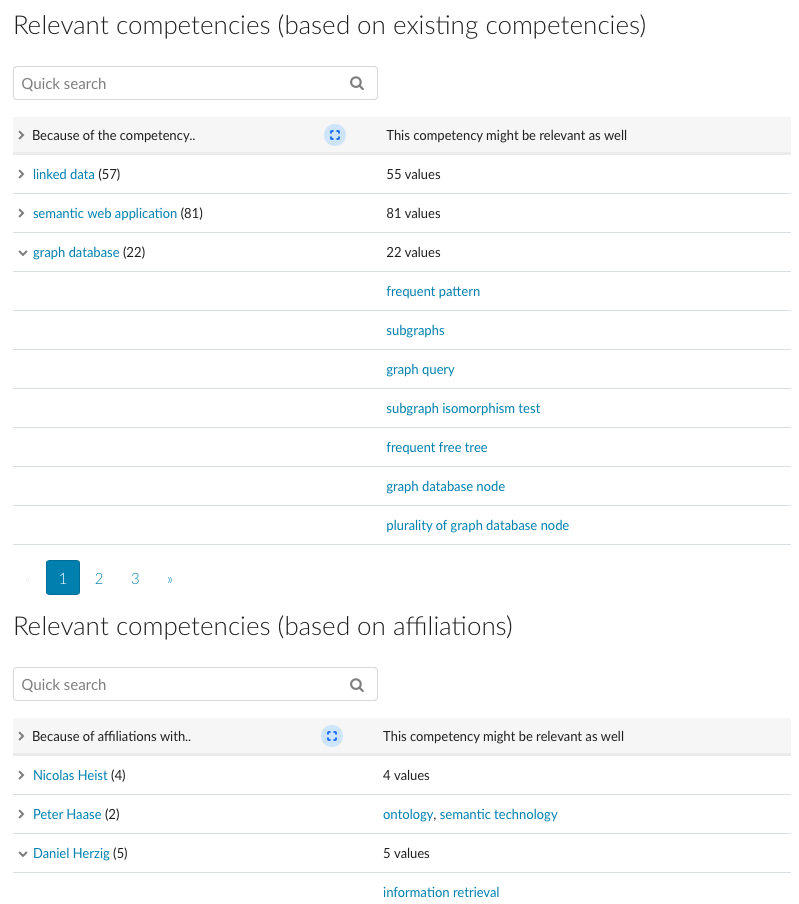 Relevant competencies (based on existing competencies)
Quick search
Because of the competency.. This competency might be relevant as well
linked data (57) 55 values
semantic web application (81) 81 values
graph database (22) 22 values
frequent pattern
subgraphs
graph query
subgraph isomorphism test
frequent free tree
graph database node
plurality of graph database node
1 2 3 »
Relevant competencies (based on affiliations)
Quick search
Because of affiliations with.. This competency might be relevant as well
Nicolas Heist (4) 4 values
Peter Haase (2) ontology, semantic technology
Daniel Herzig (5) 5 values
information retrieval